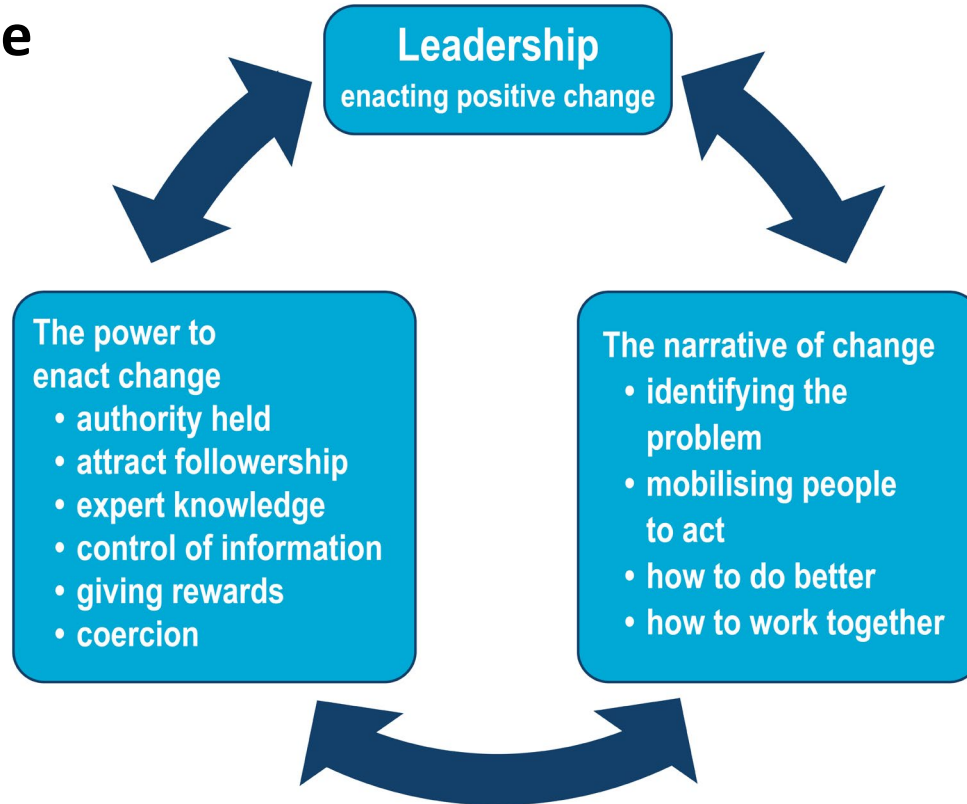 e
Leadership
enacting positive change
The power to
enact change
• authority held
• attract followership
• expert knowledge
• control of information
• giving rewards
• coercion
The narrative of change
• identifying the
problem
• mobilising people
to act
• how to do better
• how to work together